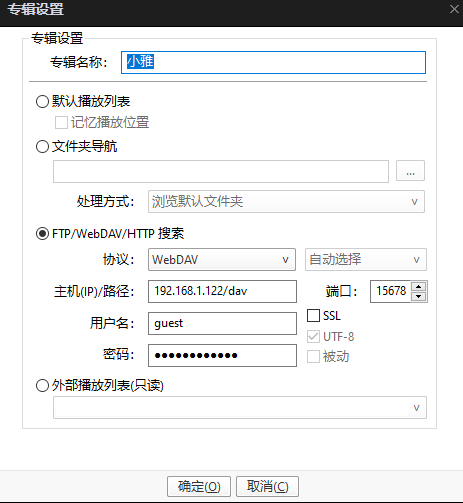 专辑设置
专辑设置
专辑名称: 小雅
默认播放列表
记忆播放位置
文件夹导航
...
处理方式: 浏览默认文件夹
FTP/WebDAV/HTTP 搜索
协议: WebDAV 自动选择
主机(IP)/路径: 192.168.1.122/dav 端口: 15678
用户名: guest SSL
UTF-8
密码: ●●●●●●●●●●●● 被动
外部播放列表(只读)
确定(O) 取消(C)